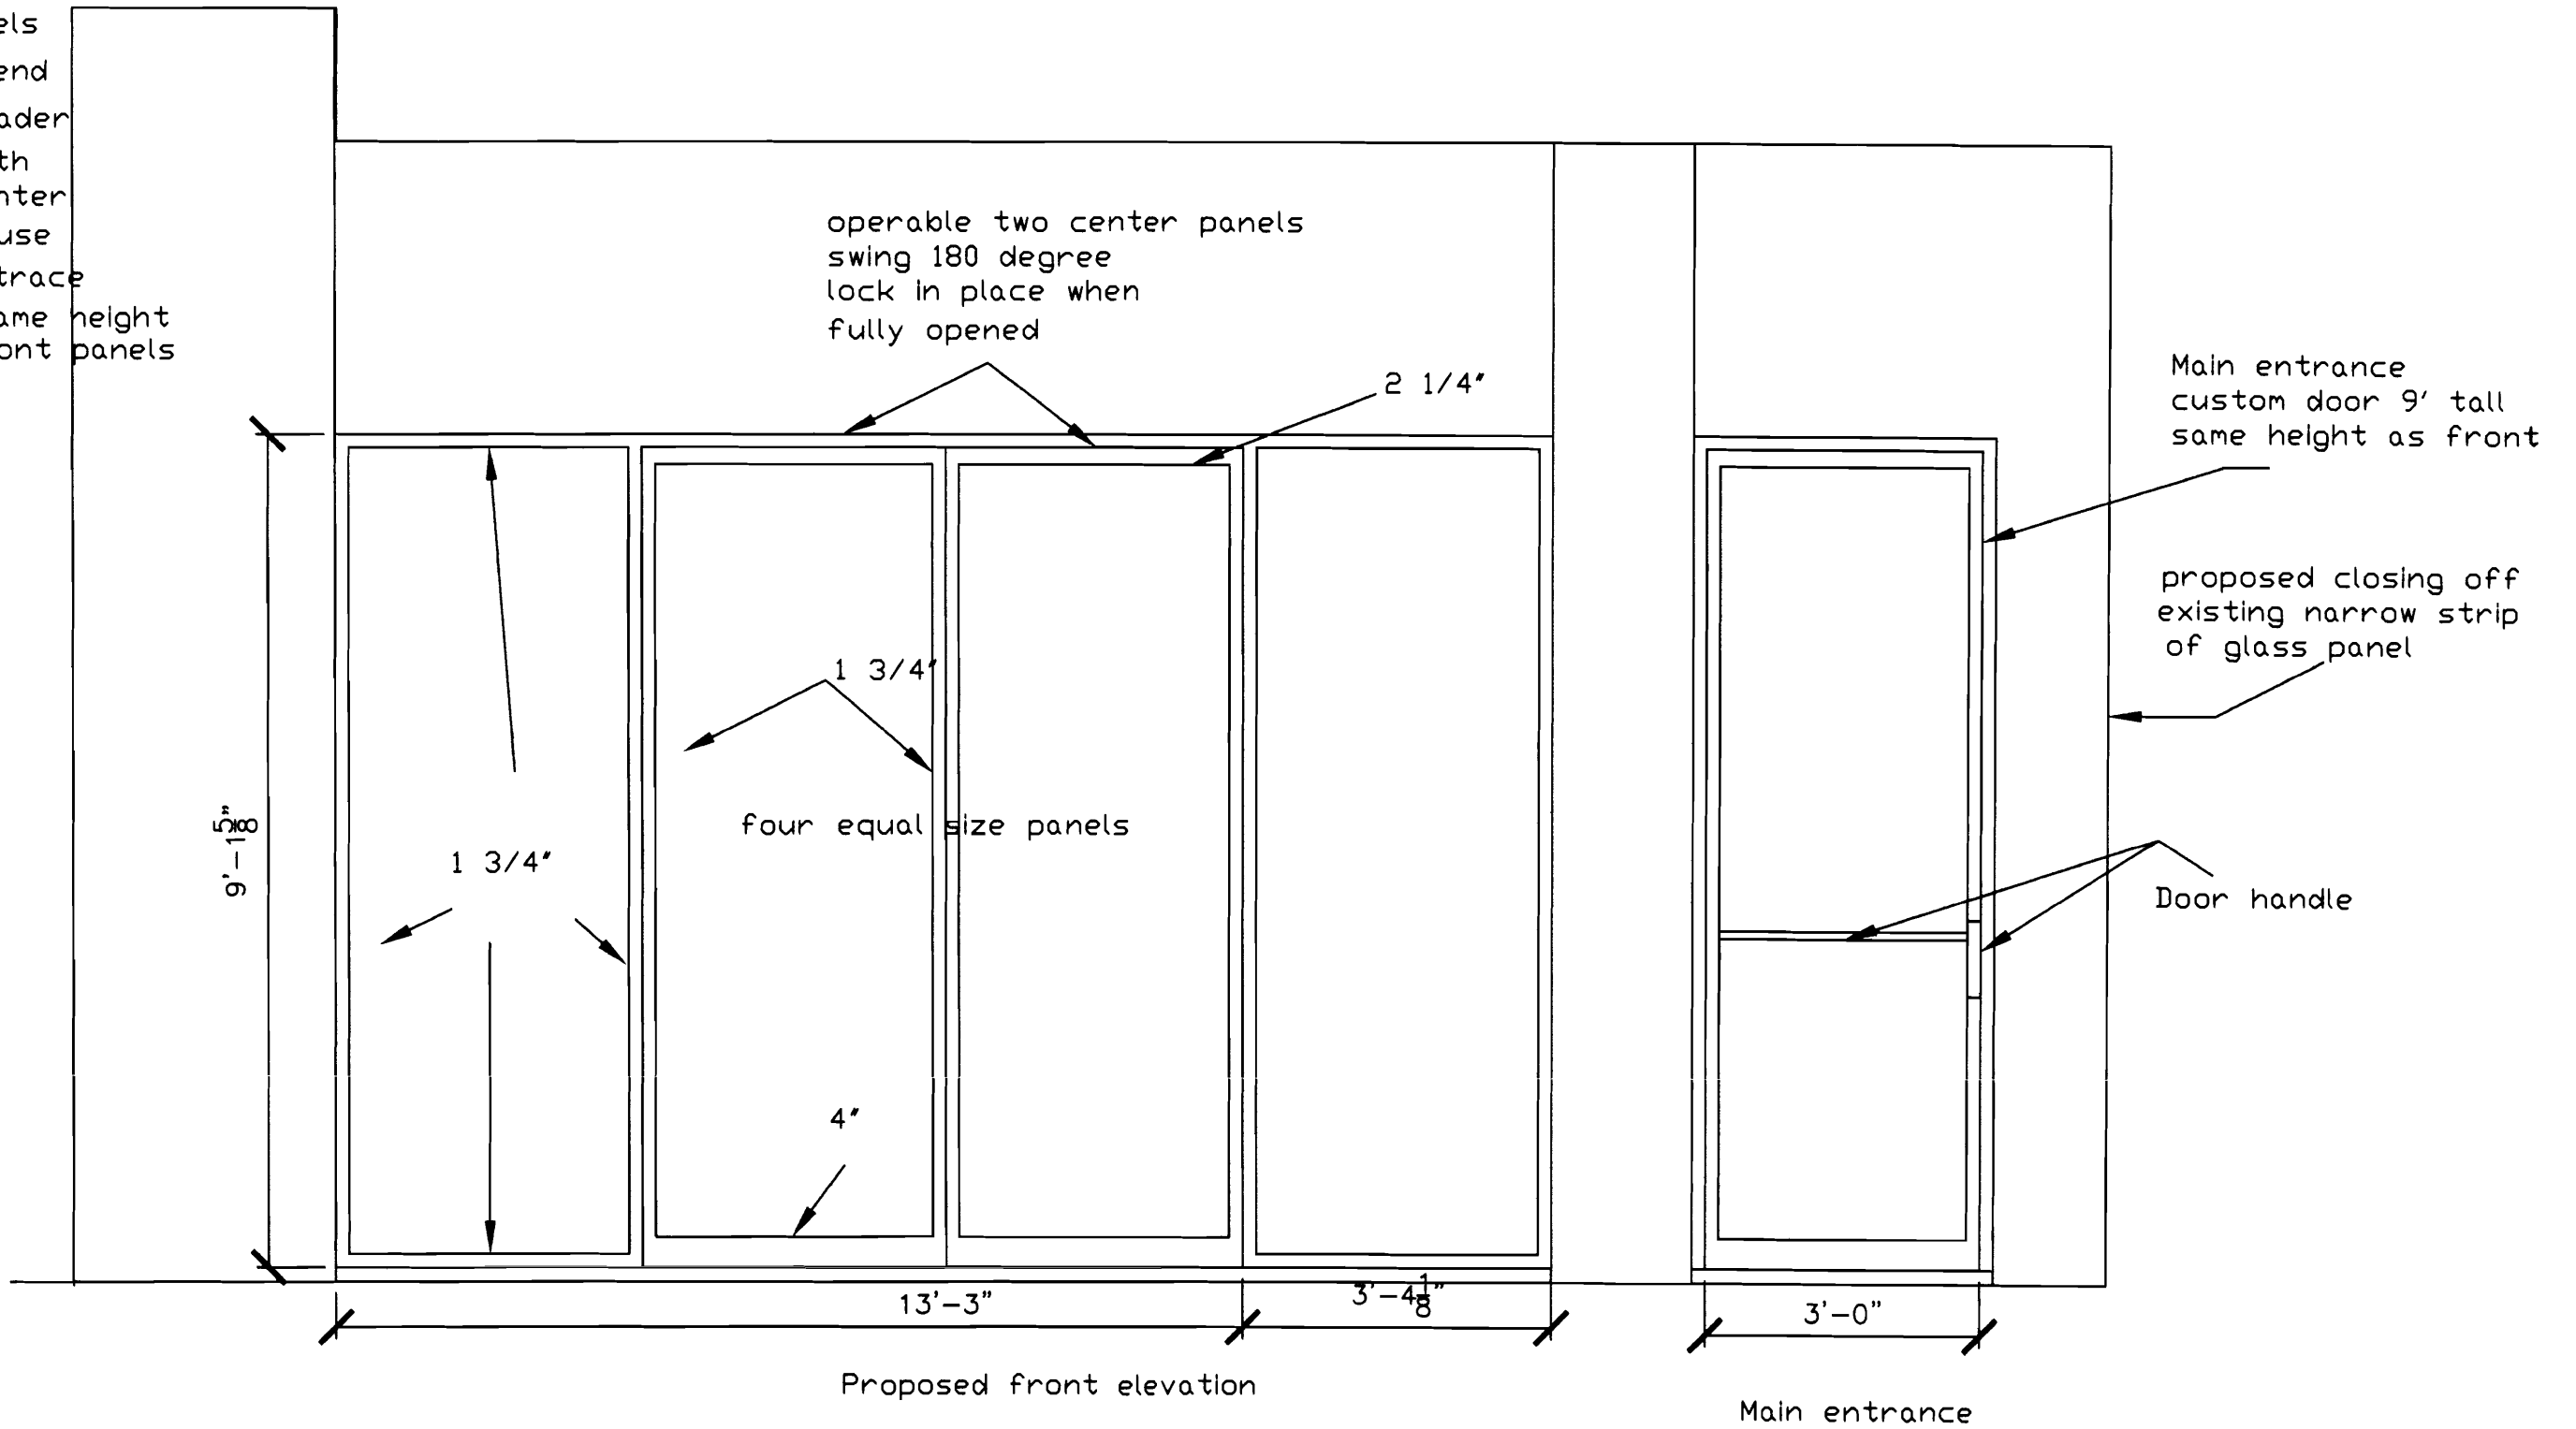 els
end
ader
th
nter
use
trace
ame height
ont panels
operable two center panels
swing 180 degree
lock in place when
fully opened
2 1/4"
Main entrance
custom door 9' tall
same height as front
proposed closing off
existing narrow strip
of glass panel
1 3/4"
four equal size panels
9'-1 5/8"
1 3/4"
Door handle
4"
13'-3"
3'-4 1/8"
3'-0"
Proposed front elevation
Main entrance